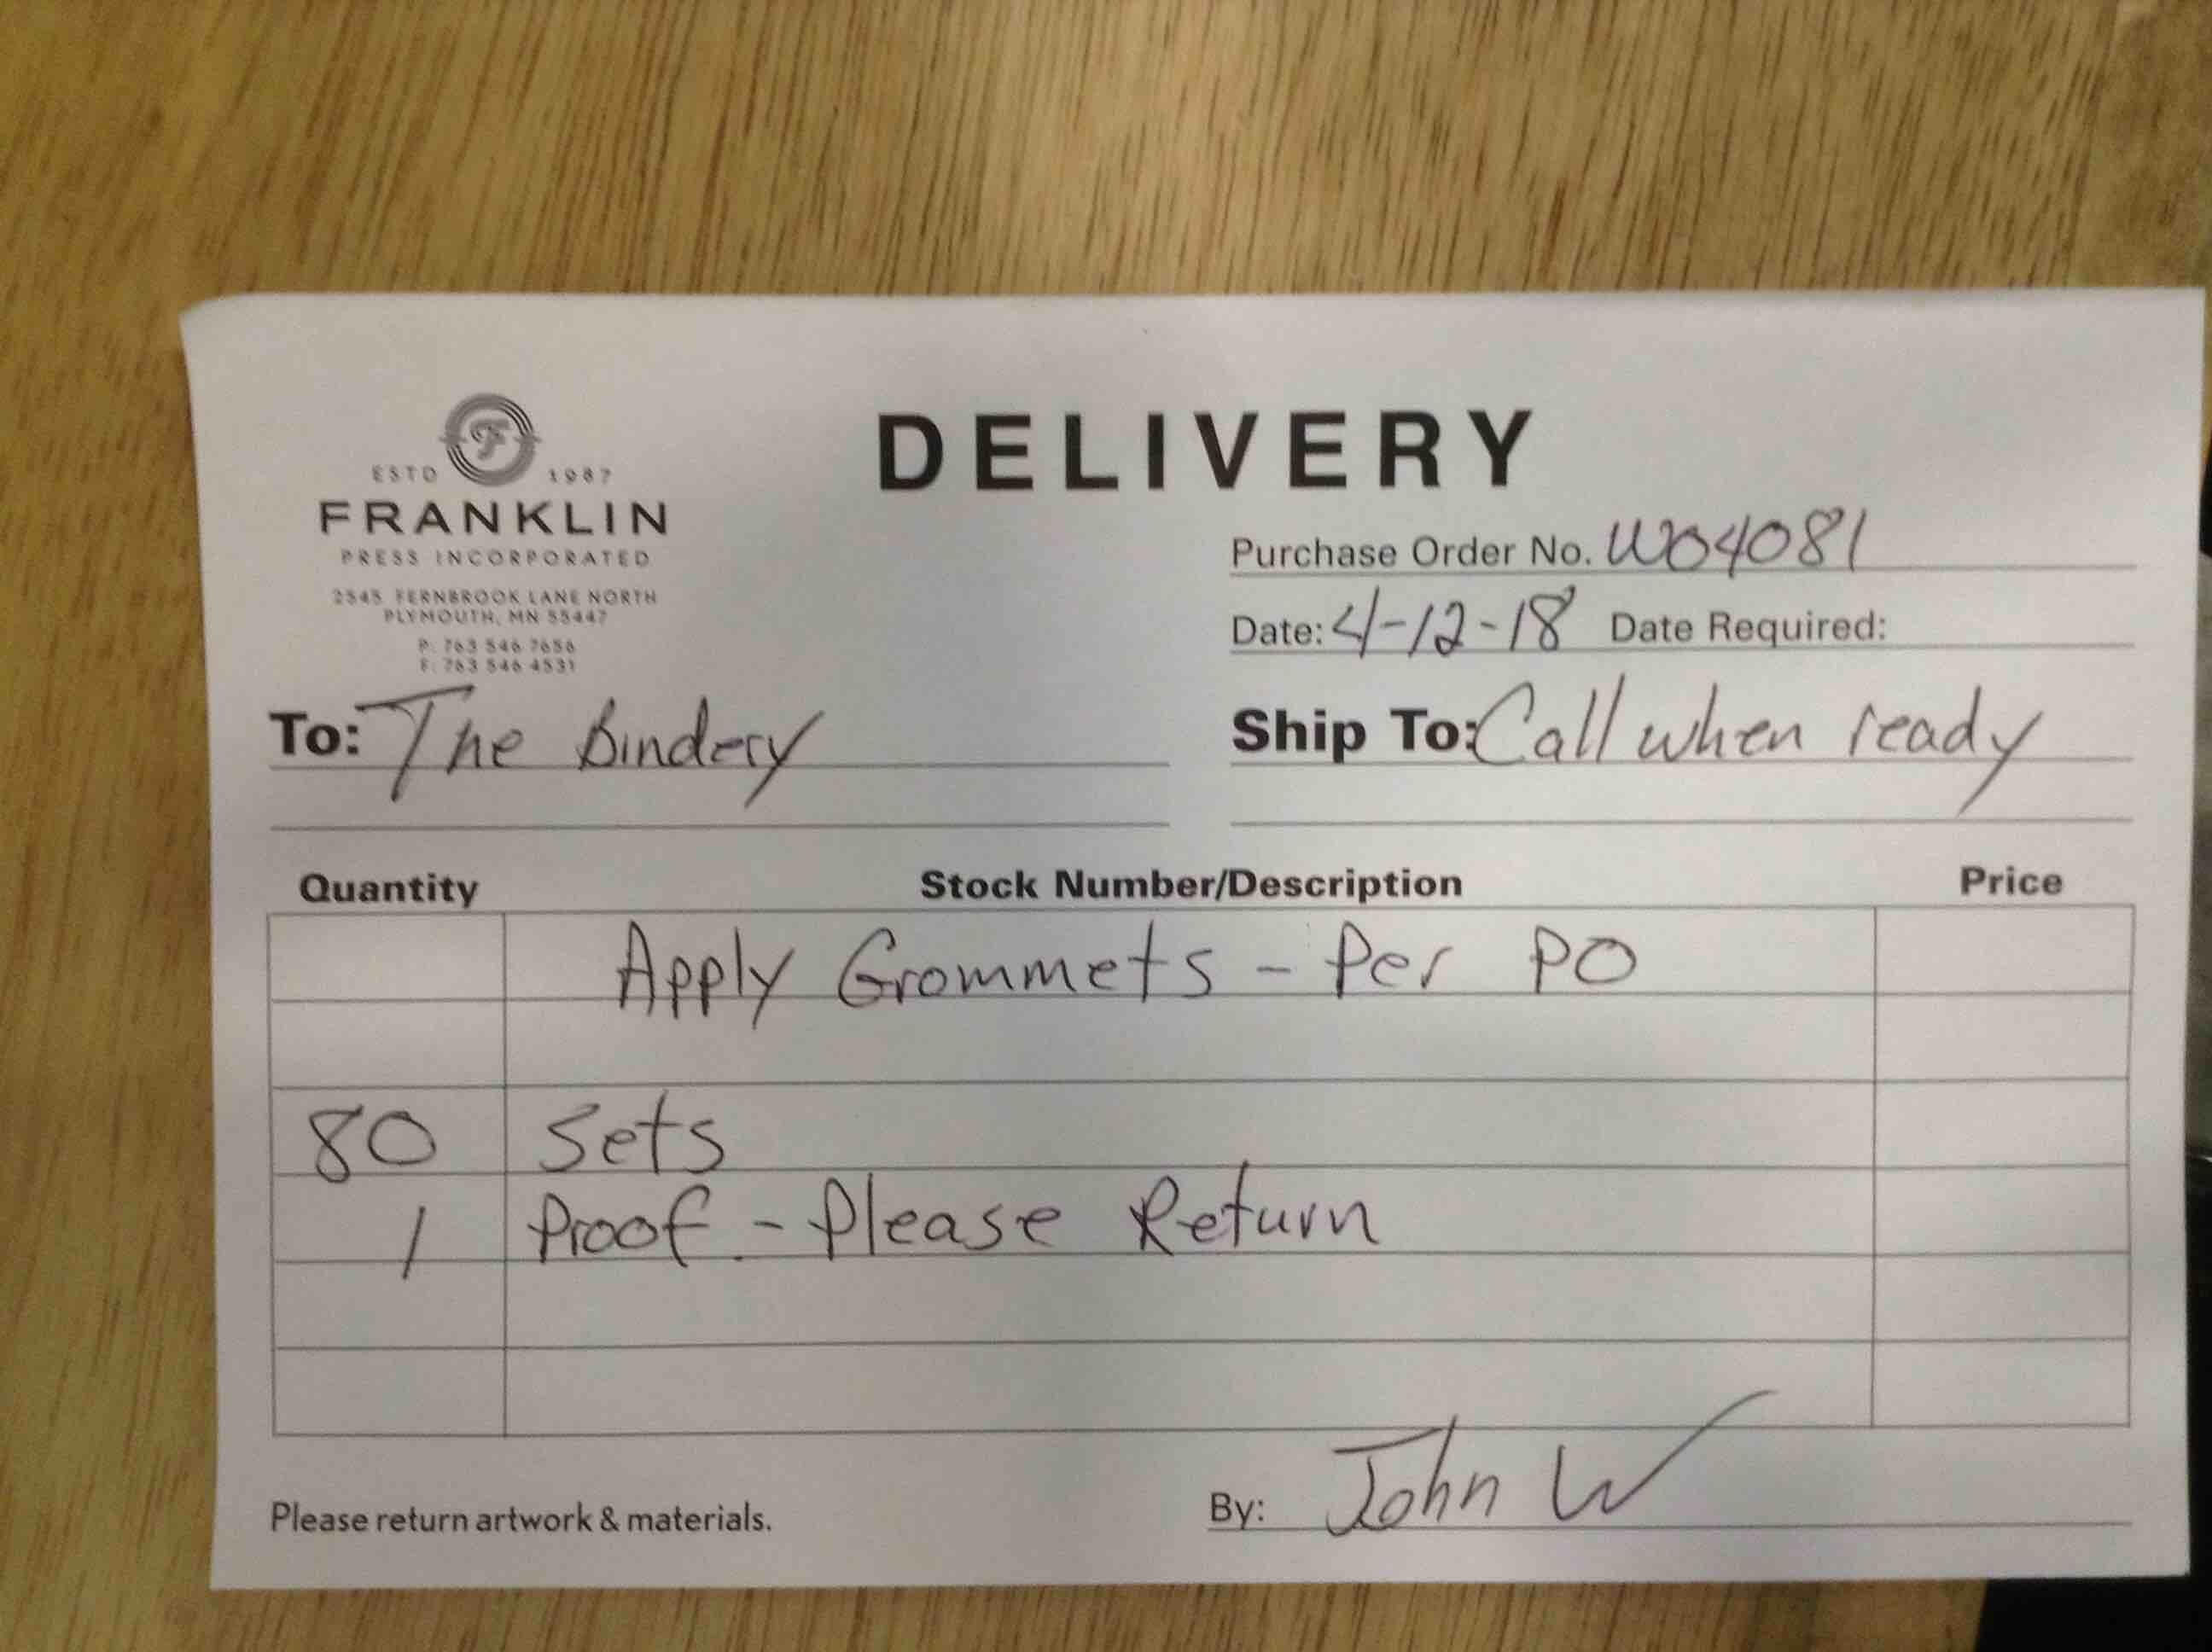 DELIVERY
F
ESTD 1987
FRANKLIN
PRESS INCORPORATED
2545 FERNBROOK LANE NORTH
PLYMOUTH, MN 55447
P: 763 546 7656
F: 763 546 4531
Purchase Order No. WO4081
Date: 4-12-18 Date Required:
To: The Bindery
Ship To: Call when ready
Quantity Stock Number/Description Price
Apply Grommets - Per PO
80 Sets
1 Proof - Please Return
Please return artwork & materials.
By: John W